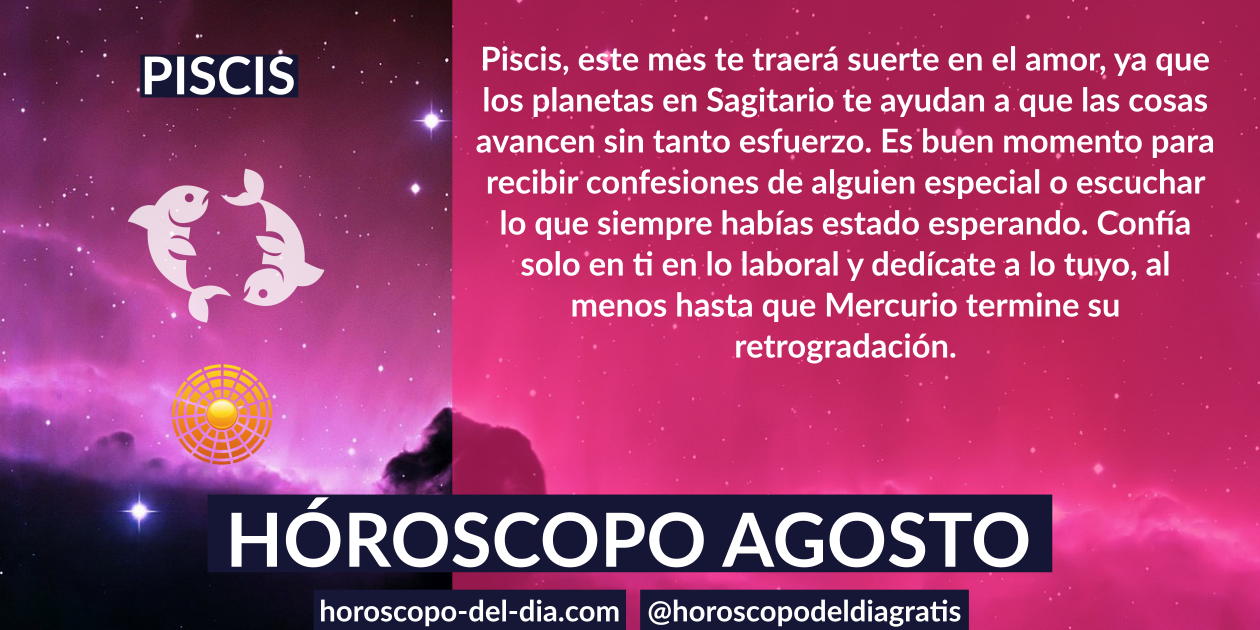 PISCIS
Piscis, este mes te traerá suerte en el amor, ya que
los planetas en Sagitario te ayudan a que las cosas
avancen sin tanto esfuerzo. Es buen momento para
recibir confesiones de alguien especial o escuchar
lo que siempre habías estado esperando. Confía
solo en ti en lo laboral y dedícate a lo tuyo, al
menos hasta que Mercurio termine su
retrogradación.
HÓROSCOPO AGOSTO
horoscopo-del-dia.com
@horoscopodeldiagratis